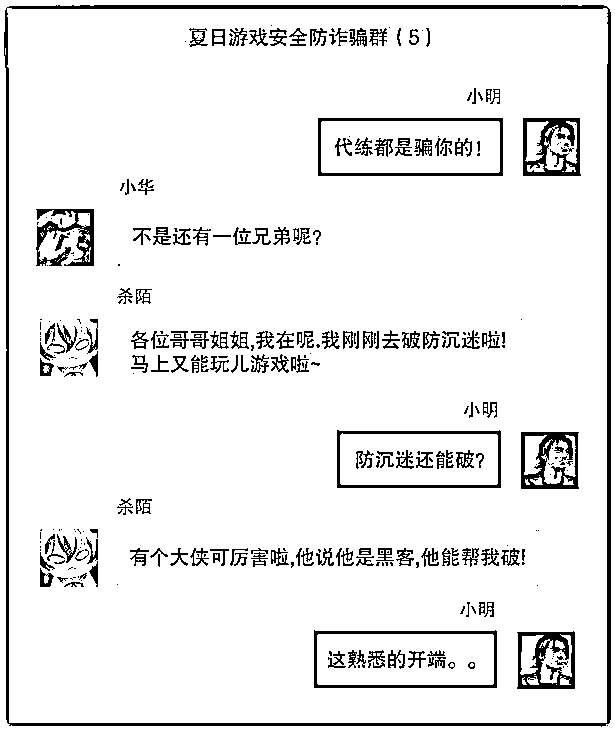 夏日游戏安全防诈骗群(5)
小明
代练都是骗你的!
小华
不是还有一位兄弟呢?
杀陌
各位哥哥姐姐,我在呢.我刚刚去破防沉迷啦!
马上又能玩儿游戏啦~
小明
防沉迷还能破?
杀陌
有个大侠可厉害啦,他说他是黑客,他能帮我破!
小明
这熟悉的开端。。